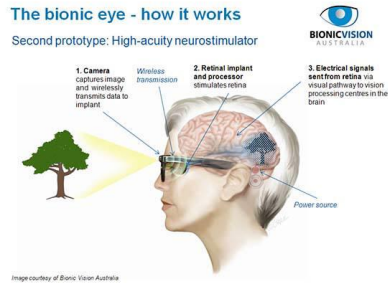 The bionic eye - how it works
BIONICVISION
AUSTRALIA
Second prototype: High-acuity neurostimulator
1. Camera
captures image
and wirelessly
transmits data to
implant
Wireless
transmission
2. Retinal implant
and processor
stimulates retina
3. Electrical signals
sent from retina via
visual pathway to vision
processing centres in the
brain
Power source
Image courtesy of Bionic Vision Australia